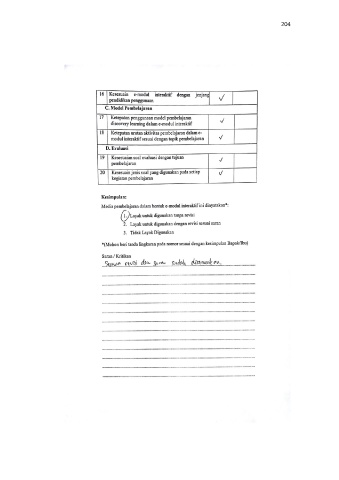 204
16 Kesesuain e-modul interaktif dengan jenjang ✓
pendidikan pengguna.
C. Model Pembelajaran
17 Ketepatan penggunaan model pembelajaran ✓
discovery learning dalam e-modul interaktif
18 Ketepatan urutan aktivitas pembelajaran dalam e- ✓
modul interaktif sesuai dengan topik pembelajaran
D. Evaluasi
19 Kesesuaian soal evaluasi dengan tujuan ✓
pembelajaran
20 Kesesuain jenis soal yang digunakan pada setiap ✓
kegiatan pembelajaran
Kesimpulan:
Media pembelajaran dalam bentuk e-modul interaktif ini dinyatakan*:
1. Layak untuk digunakan tanpa revisi
2. Layak untuk digunakan dengan revisi sesuai saran
3. Tidak Layak Digunakan
*(Mohon beri tanda lingkaran pada nomor sesuai dengan kesimpulan Bapak/Ibu)
Saran / Kritikan
Semua revisi dan saran sudah disesuaikan